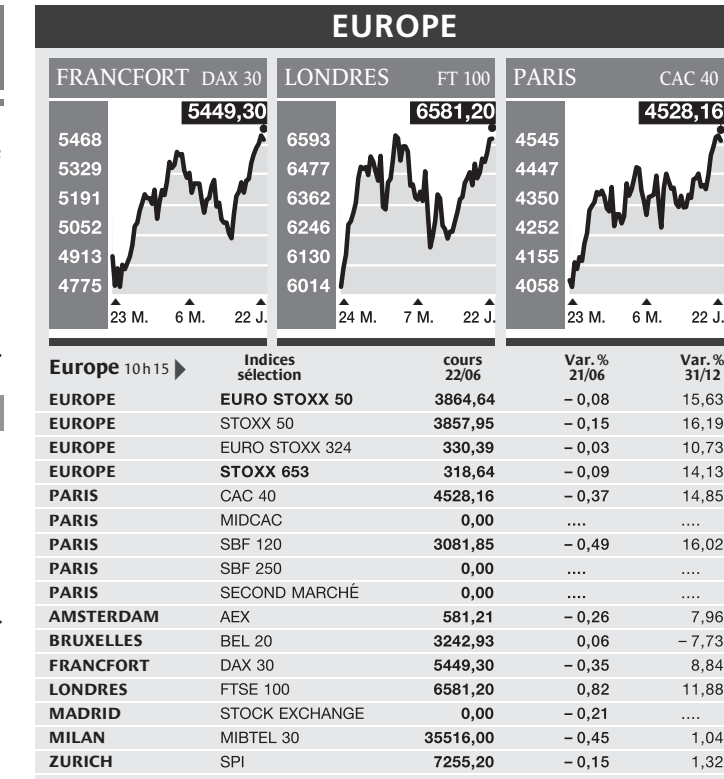 EUROPE
FRANCFORT DAX 30
5449,30
5468
5329
5191
5052
4913
4775
23 M. 6 M. 22 J.
LONDRES FT 100
6581,20
6593
6477
6362
6246
6130
6014
24 M. 7 M. 22 J.
PARIS CAC 40
4528,16
4545
4447
4350
4252
4155
4058
23 M. 6 M. 22 J.
Europe 10h15 Indices sélection cours 22/06 Var. % 21/06 Var. % 31/12
EUROPE EURO STOXX 50 3864,64 – 0,08 15,63
EUROPE STOXX 50 3857,95 – 0,15 16,19
EUROPE EURO STOXX 324 330,39 – 0,03 10,73
EUROPE STOXX 653 318,64 – 0,09 14,13
PARIS CAC 40 4528,16 – 0,37 14,85
PARIS MIDCAC 0,00 .... ....
PARIS SBF 120 3081,85 – 0,49 16,02
PARIS SBF 250 0,00 .... ....
PARIS SECOND MARCHÉ 0,00 .... ....
AMSTERDAM AEX 581,21 – 0,26 7,96
BRUXELLES BEL 20 3242,93 0,06 – 7,73
FRANCFORT DAX 30 5449,30 – 0,35 8,84
LONDRES FTSE 100 6581,20 0,82 11,88
MADRID STOCK EXCHANGE 0,00 – 0,21 ....
MILAN MIBTEL 30 35516,00 – 0,45 1,04
ZURICH SPI 7255,20 – 0,15 1,32